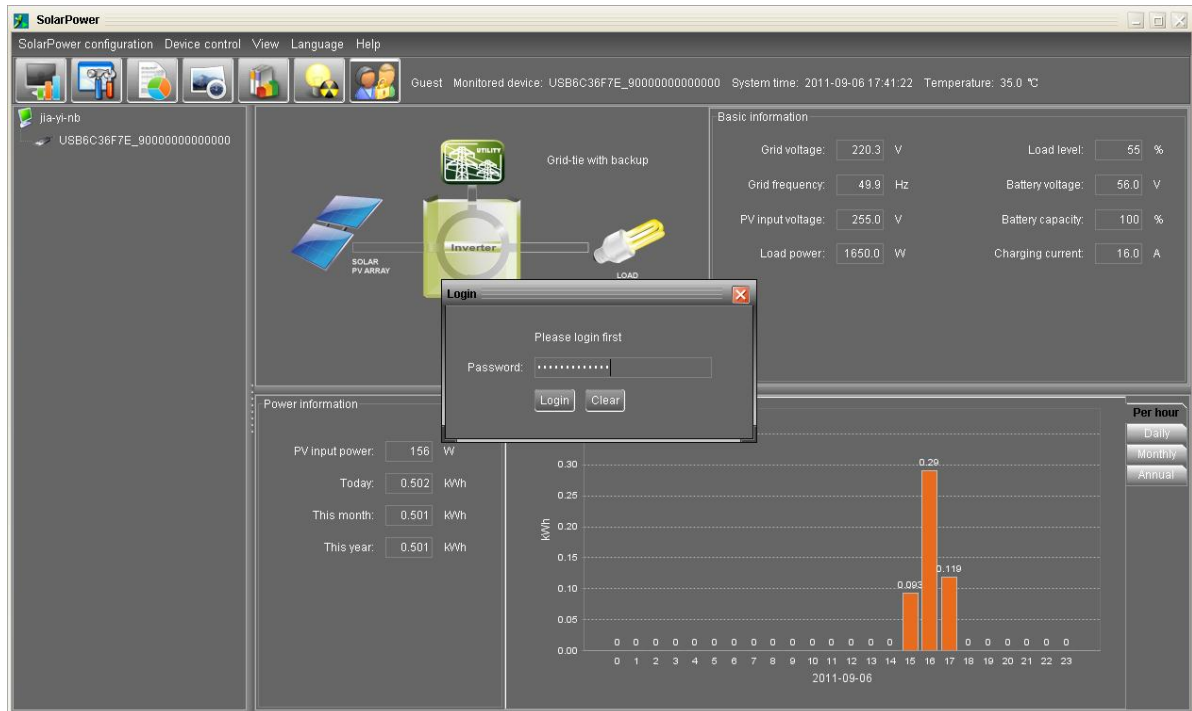 SolarPower
SolarPower configuration Device control View Language Help
Guest Monitored device: USB6C36F7E_90000000000000 System time: 2011-09-06 17:41:22 Temperature: 35.0 ℃
jia-yi-nb
USB6C36F7E_90000000000000
UTILITY
Grid-tie with backup
Inverter
SOLAR
PV ARRAY
LOAD
Basic information
Grid voltage: 220.3 V Load level: 55 %
Grid frequency: 49.9 Hz Battery voltage: 56.0 V
PV input voltage: 255.0 V Battery capacity: 100 %
Load power: 1650.0 W Charging current: 16.0 A
Login
Please login first
Password: •••••••••••••
Login Clear
Power information
PV input power: 156 W
Today: 0.502 kWh
This month: 0.501 kWh
This year: 0.501 kWh
Per hour
Daily
Monthly
Annual
kWh
0.30
0.25
0.20
0.15
0.10
0.05
0.00
0 0 0 0 0 0 0 0 0 0 0 0 0 0 0 0.093 0.29 0.119 0 0 0 0 0 0
0 1 2 3 4 5 6 7 8 9 10 11 12 13 14 15 16 17 18 19 20 21 22 23
2011-09-06